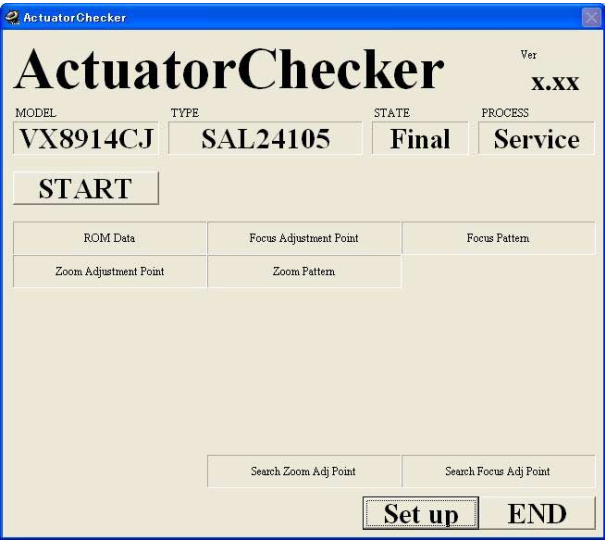 ActuatorChecker
ActuatorChecker
Ver
x.xx
MODEL TYPE STATE PROCESS
VX8914CJ SAL24105 Final Service
START
ROM Data Focus Adjustment Point Focus Pattern
Zoom Adjustment Point Zoom Pattern
Search Zoom Adj Point Search Focus Adj Point
Set up END